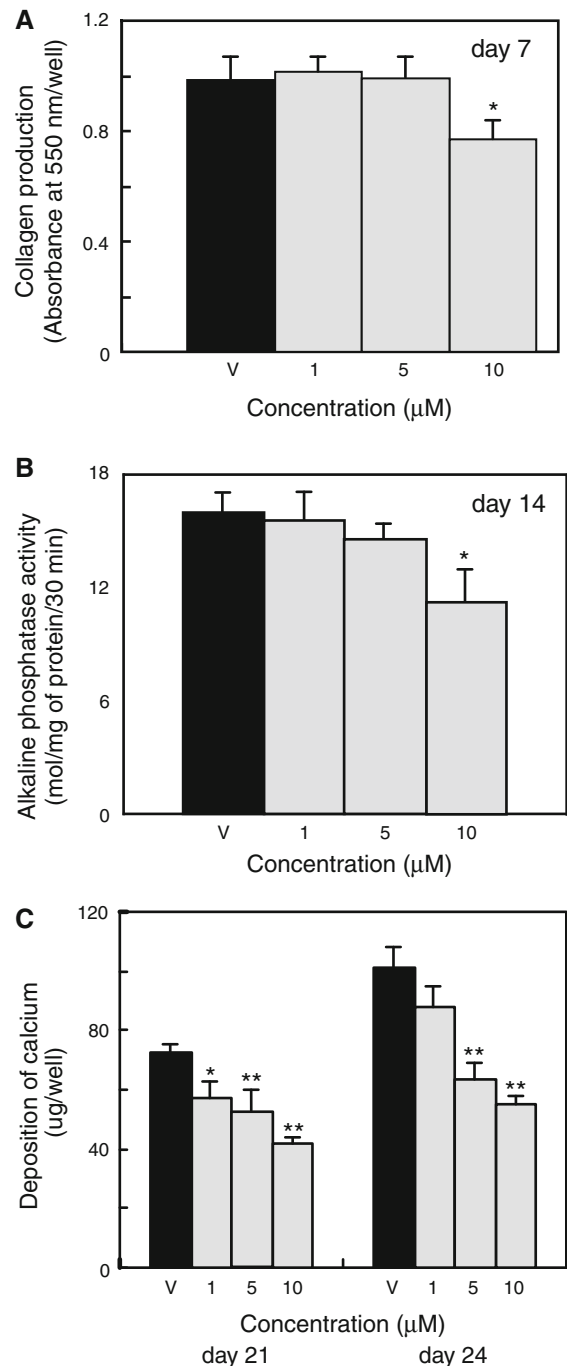 A
1.2
day 7
*
0.8
0.4
0
Collagen production
(Absorbance at 550 nm/well)
V 1 5 10
Concentration (μM)
B
18
day 14
*
12
6
0
Alkaline phosphatase activity
(mol/mg of protein/30 min)
V 1 5 10
Concentration (μM)
C
120
80
40
0
Deposition of calcium
(ug/well)
* ** ** ** **
V 1 5 10 V 1 5 10
Concentration (μM)
day 21 day 24